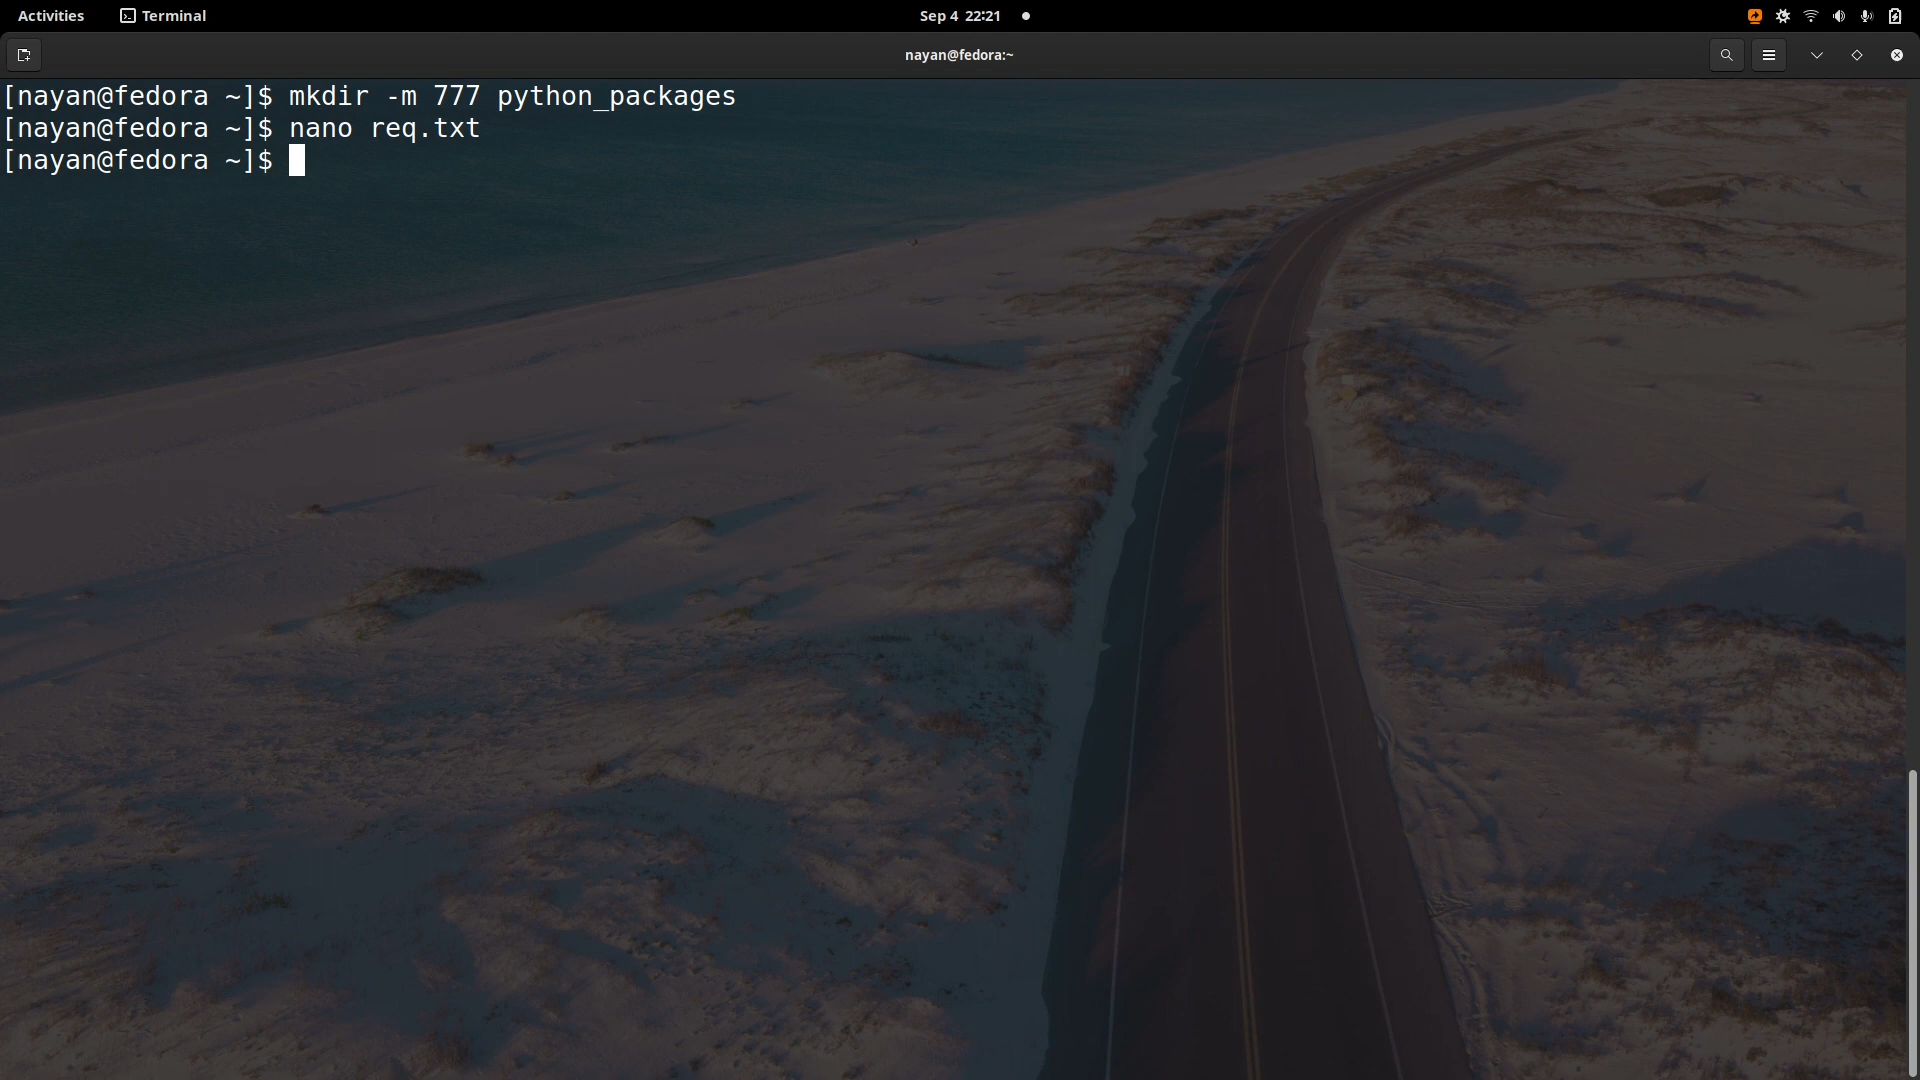 Activities
Terminal
Sep 4 22:21
nayan@fedora:~
[nayan@fedora ~]$ mkdir -m 777 python_packages
[nayan@fedora ~]$ nano req.txt
[nayan@fedora ~]$